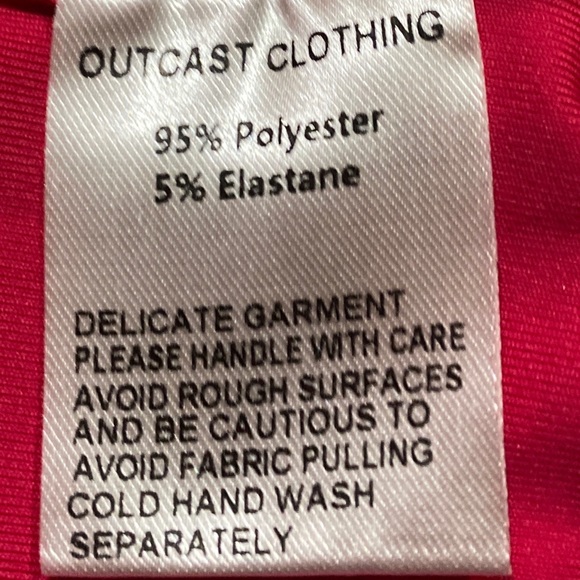 OUTCAST CLOTHING
95% Polyester
5% Elastane
DELICATE GARMENT
PLEASE HANDLE WITH CARE
AVOID ROUGH SURFACES
AND BE CAUTIOUS TO
AVOID FABRIC PULLING
COLD HAND WASH
SEPARATELY